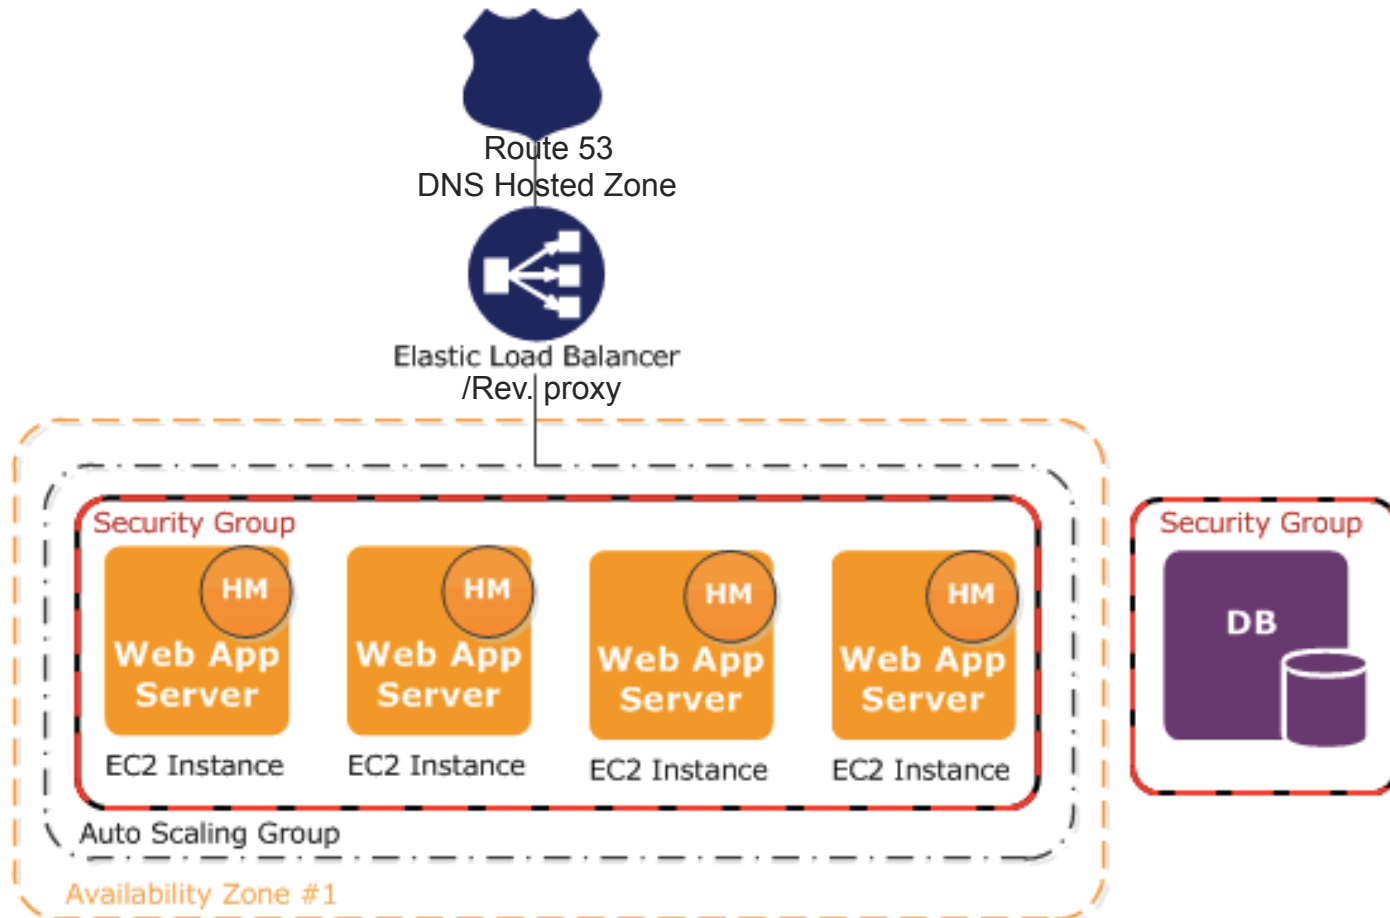 Route 53
DNS Hosted Zone
Elastic Load Balancer
/Rev. proxy
Security Group
HM
Web App
Server
EC2 Instance
HM
Web App
Server
EC2 Instance
HM
Web App
Server
EC2 Instance
HM
Web App
Server
EC2 Instance
Auto Scaling Group
Availability Zone #1
Security Group
DB